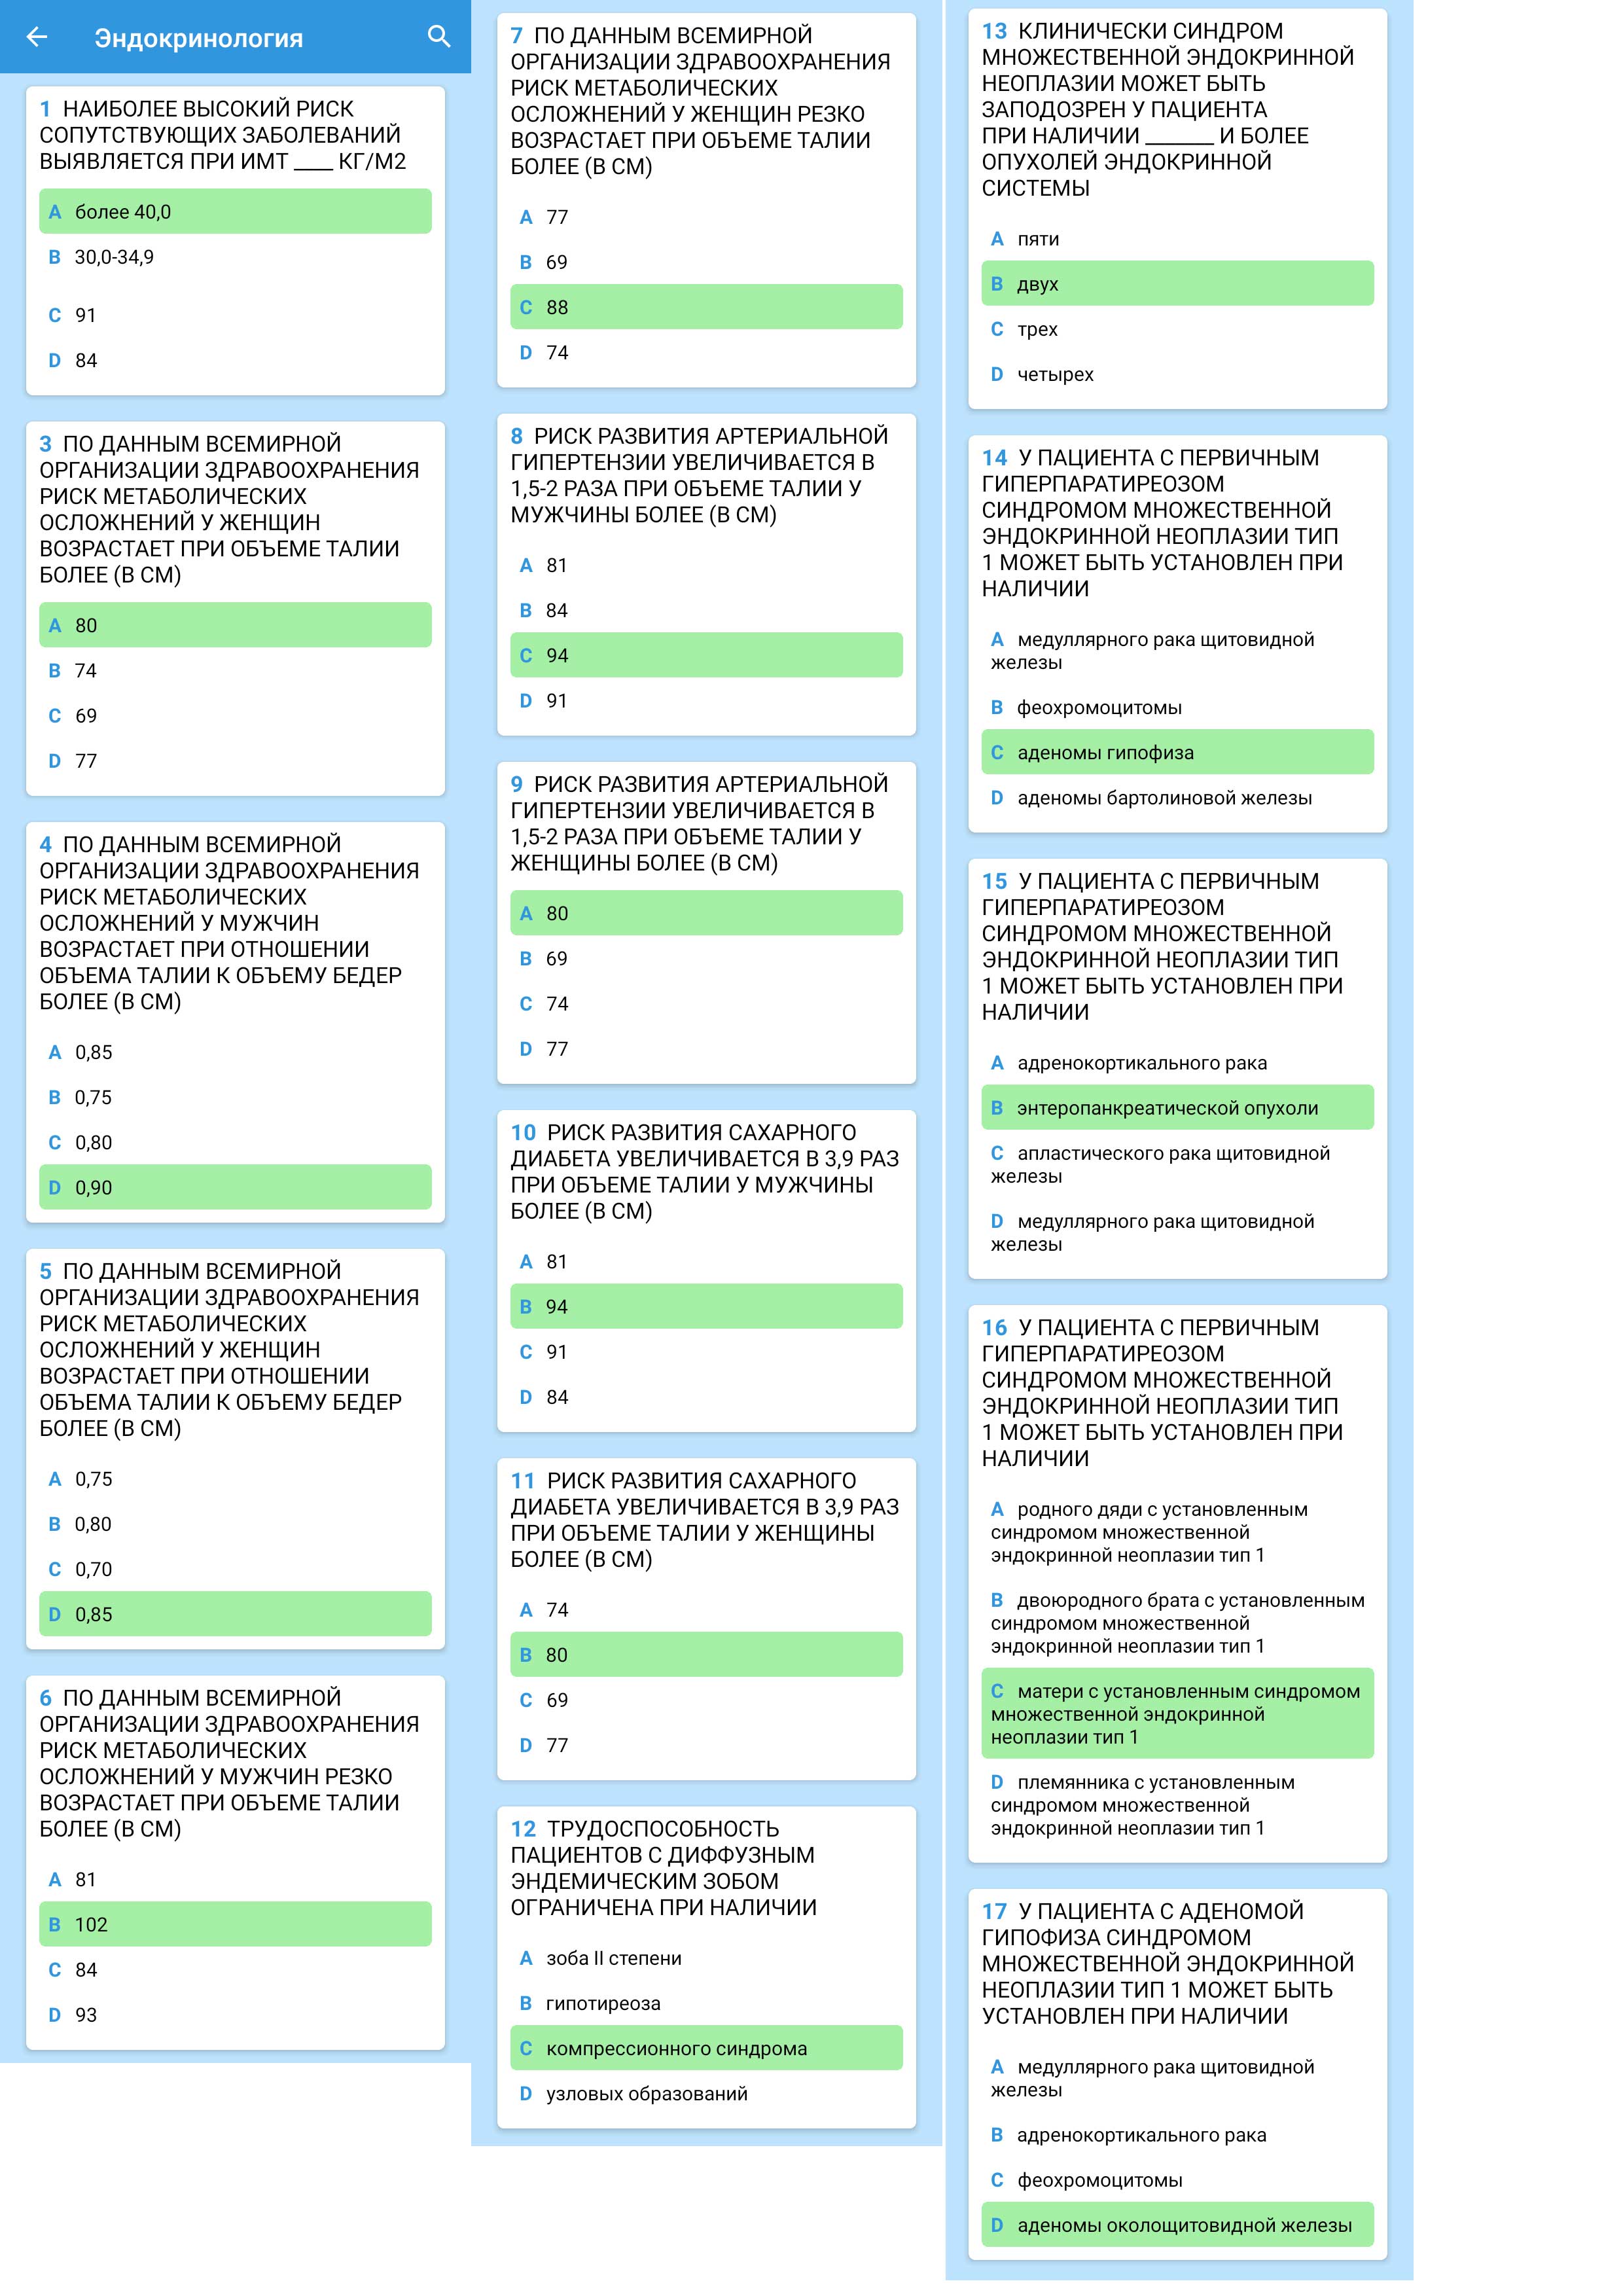 Эндокринология
1 НАИБОЛЕЕ ВЫСОКИЙ РИСК
СОПУТСТВУЮЩИХ ЗАБОЛЕВАНИЙ
ВЫЯВЛЯЕТСЯ ПРИ ИМТ ____ КГ/М2
A более 40,0
B 30,0-34,9
C 91
D 84
3 ПО ДАННЫМ ВСЕМИРНОЙ
ОРГАНИЗАЦИИ ЗДРАВООХРАНЕНИЯ
РИСК МЕТАБОЛИЧЕСКИХ
ОСЛОЖНЕНИЙ У ЖЕНЩИН
ВОЗРАСТАЕТ ПРИ ОБЪЕМЕ ТАЛИИ
БОЛЕЕ (В СМ)
A 80
B 74
C 69
D 77
4 ПО ДАННЫМ ВСЕМИРНОЙ
ОРГАНИЗАЦИИ ЗДРАВООХРАНЕНИЯ
РИСК МЕТАБОЛИЧЕСКИХ
ОСЛОЖНЕНИЙ У МУЖЧИН
ВОЗРАСТАЕТ ПРИ ОТНОШЕНИИ
ОБЪЕМА ТАЛИИ К ОБЪЕМУ БЕДЕР
БОЛЕЕ (В СМ)
A 0,85
B 0,75
C 0,80
D 0,90
5 ПО ДАННЫМ ВСЕМИРНОЙ
ОРГАНИЗАЦИИ ЗДРАВООХРАНЕНИЯ
РИСК МЕТАБОЛИЧЕСКИХ
ОСЛОЖНЕНИЙ У ЖЕНЩИН
ВОЗРАСТАЕТ ПРИ ОТНОШЕНИИ
ОБЪЕМА ТАЛИИ К ОБЪЕМУ БЕДЕР
БОЛЕЕ (В СМ)
A 0,75
B 0,80
C 0,70
D 0,85
6 ПО ДАННЫМ ВСЕМИРНОЙ
ОРГАНИЗАЦИИ ЗДРАВООХРАНЕНИЯ
РИСК МЕТАБОЛИЧЕСКИХ
ОСЛОЖНЕНИЙ У МУЖЧИН РЕЗКО
ВОЗРАСТАЕТ ПРИ ОБЪЕМЕ ТАЛИИ
БОЛЕЕ (В СМ)
A 81
B 102
C 84
D 93
7 ПО ДАННЫМ ВСЕМИРНОЙ
ОРГАНИЗАЦИИ ЗДРАВООХРАНЕНИЯ
РИСК МЕТАБОЛИЧЕСКИХ
ОСЛОЖНЕНИЙ У ЖЕНЩИН РЕЗКО
ВОЗРАСТАЕТ ПРИ ОБЪЕМЕ ТАЛИИ
БОЛЕЕ (В СМ)
A 77
B 69
C 88
D 74
8 РИСК РАЗВИТИЯ АРТЕРИАЛЬНОЙ
ГИПЕРТЕНЗИИ УВЕЛИЧИВАЕТСЯ В
1,5-2 РАЗА ПРИ ОБЪЕМЕ ТАЛИИ У
МУЖЧИНЫ БОЛЕЕ (В СМ)
A 81
B 84
C 94
D 91
9 РИСК РАЗВИТИЯ АРТЕРИАЛЬНОЙ
ГИПЕРТЕНЗИИ УВЕЛИЧИВАЕТСЯ В
1,5-2 РАЗА ПРИ ОБЪЕМЕ ТАЛИИ У
ЖЕНЩИНЫ БОЛЕЕ (В СМ)
A 80
B 69
C 74
D 77
10 РИСК РАЗВИТИЯ САХАРНОГО
ДИАБЕТА УВЕЛИЧИВАЕТСЯ В 3,9 РАЗ
ПРИ ОБЪЕМЕ ТАЛИИ У МУЖЧИНЫ
БОЛЕЕ (В СМ)
A 81
B 94
C 91
D 84
11 РИСК РАЗВИТИЯ САХАРНОГО
ДИАБЕТА УВЕЛИЧИВАЕТСЯ В 3,9 РАЗ
ПРИ ОБЪЕМЕ ТАЛИИ У ЖЕНЩИНЫ
БОЛЕЕ (В СМ)
A 74
B 80
C 69
D 77
12 ТРУДОСПОСОБНОСТЬ
ПАЦИЕНТОВ С ДИФФУЗНЫМ
ЭНДЕМИЧЕСКИМ ЗОБОМ
ОГРАНИЧЕНА ПРИ НАЛИЧИИ
A зоба II степени
B гипотиреоза
C компрессионного синдрома
D узловых образований
13 КЛИНИЧЕСКИ СИНДРОМ
МНОЖЕСТВЕННОЙ ЭНДОКРИННОЙ
НЕОПЛАЗИИ МОЖЕТ БЫТЬ
ЗАПОДОЗРЕН У ПАЦИЕНТА
ПРИ НАЛИЧИИ _______ И БОЛЕЕ
ОПУХОЛЕЙ ЭНДОКРИННОЙ
СИСТЕМЫ
A пяти
B двух
C трех
D четырех
14 У ПАЦИЕНТА С ПЕРВИЧНЫМ
ГИПЕРПАРАТИРЕОЗОМ
СИНДРОМОМ МНОЖЕСТВЕННОЙ
ЭНДОКРИННОЙ НЕОПЛАЗИИ ТИП
1 МОЖЕТ БЫТЬ УСТАНОВЛЕН ПРИ
НАЛИЧИИ
A медуллярного рака щитовидной
железы
B феохромоцитомы
C аденомы гипофиза
D аденомы бартолиновой железы
15 У ПАЦИЕНТА С ПЕРВИЧНЫМ
ГИПЕРПАРАТИРЕОЗОМ
СИНДРОМОМ МНОЖЕСТВЕННОЙ
ЭНДОКРИННОЙ НЕОПЛАЗИИ ТИП
1 МОЖЕТ БЫТЬ УСТАНОВЛЕН ПРИ
НАЛИЧИИ
A адренокортикального рака
B энтеропанкреатической опухоли
C апластического рака щитовидной
железы
D медуллярного рака щитовидной
железы
16 У ПАЦИЕНТА С ПЕРВИЧНЫМ
ГИПЕРПАРАТИРЕОЗОМ
СИНДРОМОМ МНОЖЕСТВЕННОЙ
ЭНДОКРИННОЙ НЕОПЛАЗИИ ТИП
1 МОЖЕТ БЫТЬ УСТАНОВЛЕН ПРИ
НАЛИЧИИ
A родного дяди с установленным
синдромом множественной
эндокринной неоплазии тип 1
B двоюродного брата с установленным
синдромом множественной
эндокринной неоплазии тип 1
C матери с установленным синдромом
множественной эндокринной
неоплазии тип 1
D племянника с установленным
синдромом множественной
эндокринной неоплазии тип 1
17 У ПАЦИЕНТА С АДЕНОМОЙ
ГИПОФИЗА СИНДРОМОМ
МНОЖЕСТВЕННОЙ ЭНДОКРИННОЙ
НЕОПЛАЗИИ ТИП 1 МОЖЕТ БЫТЬ
УСТАНОВЛЕН ПРИ НАЛИЧИИ
A медуллярного рака щитовидной
железы
B адренокортикального рака
C феохромоцитомы
D аденомы околощитовидной железы